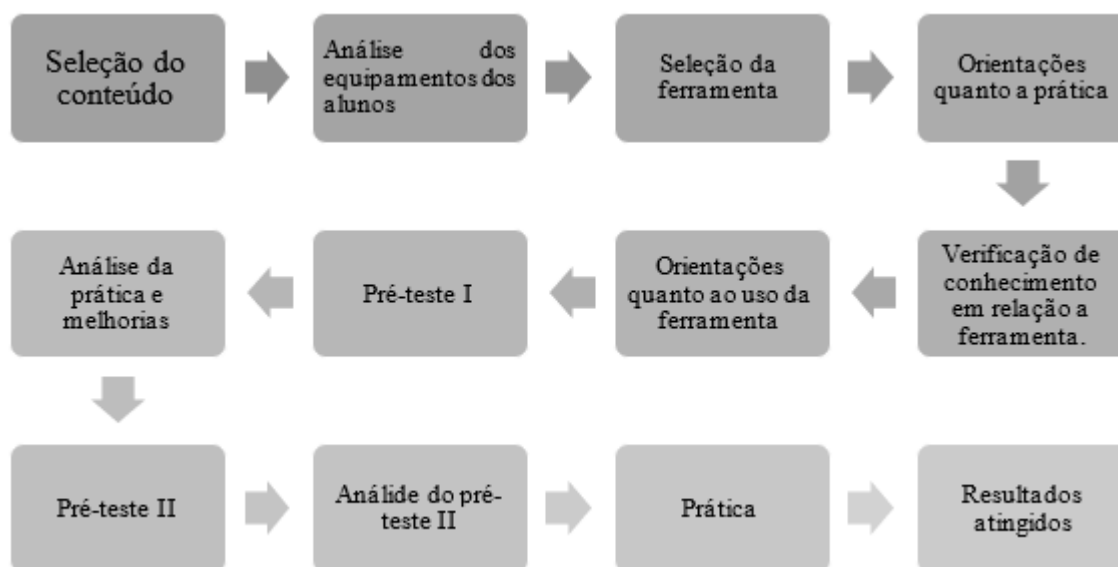 Seleção do
conteúdo
Análise dos
equipamentos dos
alunos
Seleção da
ferramenta
Orientações
quanto a prática
Verificação de
conhecimento
em relação a
ferramenta.
Orientações
quanto ao uso da
ferramenta
Pré-teste I
Análise da
prática e
melhorias
Pré-teste II
Análide do pré-
teste II
Prática
Resultados
atingidos